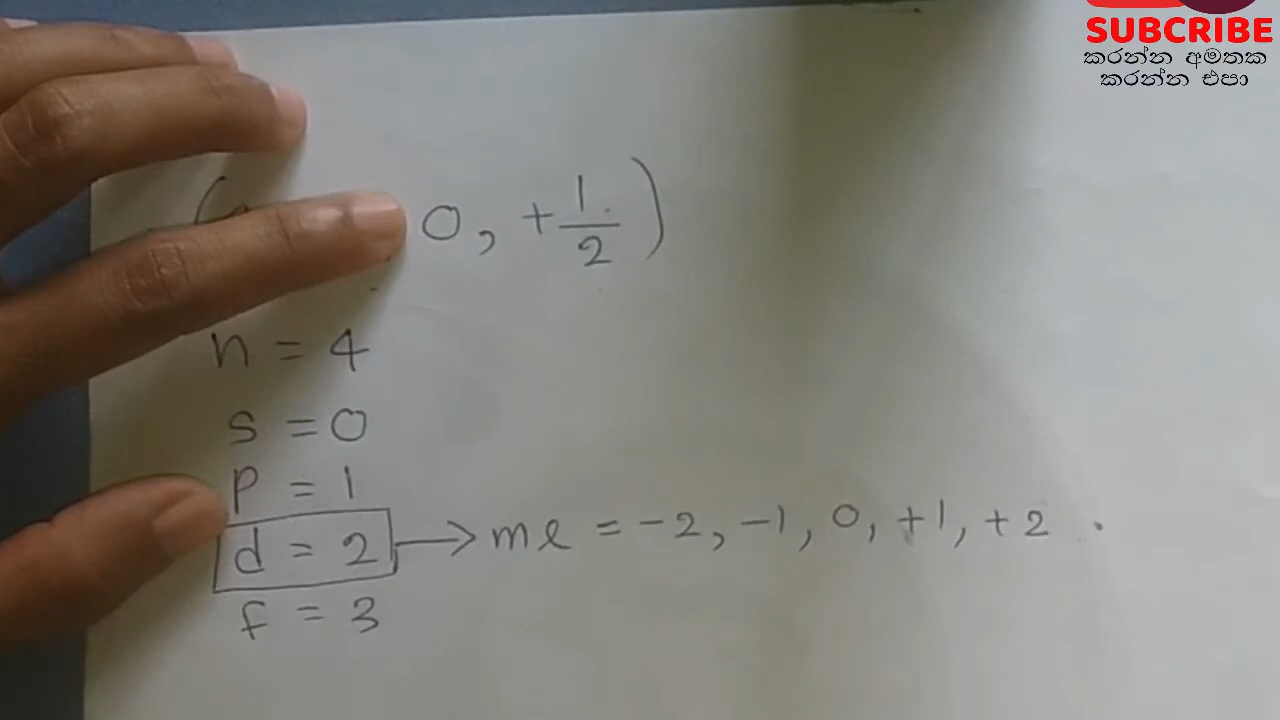 SUBCRIBE
කරන්න අමතක
කරන්න එපා
( 0, +1/2 )
n = 4
s = 0
p = 1
d = 2 → ml = -2, -1, 0, +1, +2 .
f = 3